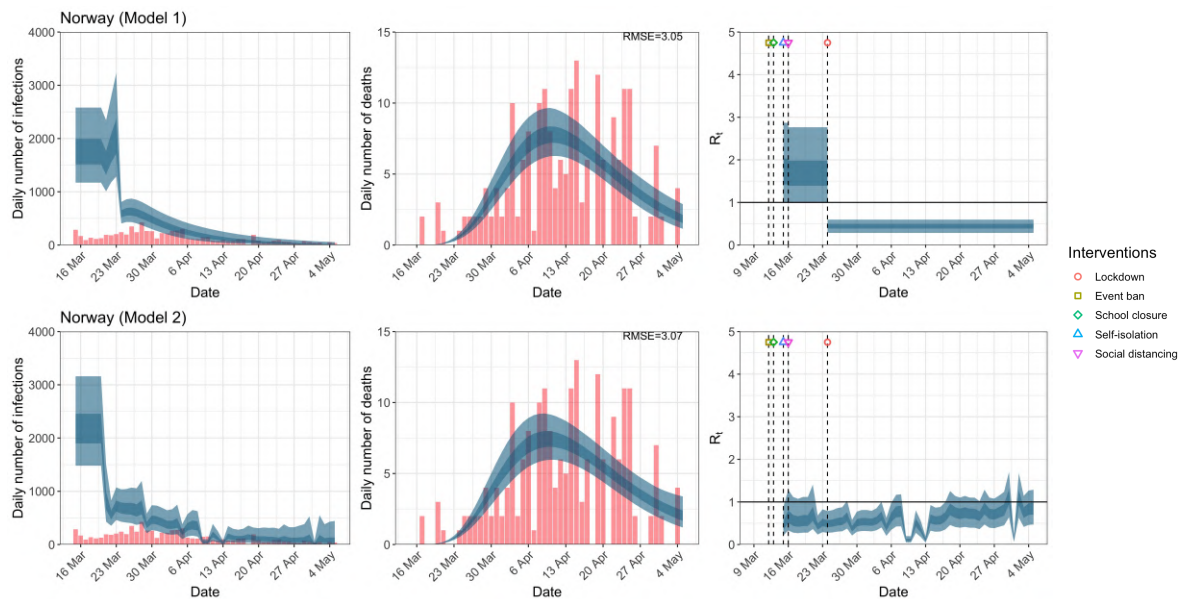 Norway (Model 1)
Daily number of infections
4000
3000
2000
1000
0
16 Mar
23 Mar
30 Mar
6 Apr
13 Apr
20 Apr
27 Apr
4 May
Date
Daily number of deaths
15
10
5
0
RMSE=3.05
16 Mar
23 Mar
30 Mar
6 Apr
13 Apr
20 Apr
27 Apr
4 May
Date
Rt
5
4
3
2
1
0
9 Mar
16 Mar
23 Mar
30 Mar
6 Apr
13 Apr
20 Apr
27 Apr
4 May
Date
Interventions
Lockdown
Event ban
School closure
Self-isolation
Social distancing
Norway (Model 2)
Daily number of infections
4000
3000
2000
1000
0
16 Mar
23 Mar
30 Mar
6 Apr
13 Apr
20 Apr
27 Apr
4 May
Date
Daily number of deaths
15
10
5
0
RMSE=3.07
16 Mar
23 Mar
30 Mar
6 Apr
13 Apr
20 Apr
27 Apr
4 May
Date
Rt
5
4
3
2
1
0
9 Mar
16 Mar
23 Mar
30 Mar
6 Apr
13 Apr
20 Apr
27 Apr
4 May
Date